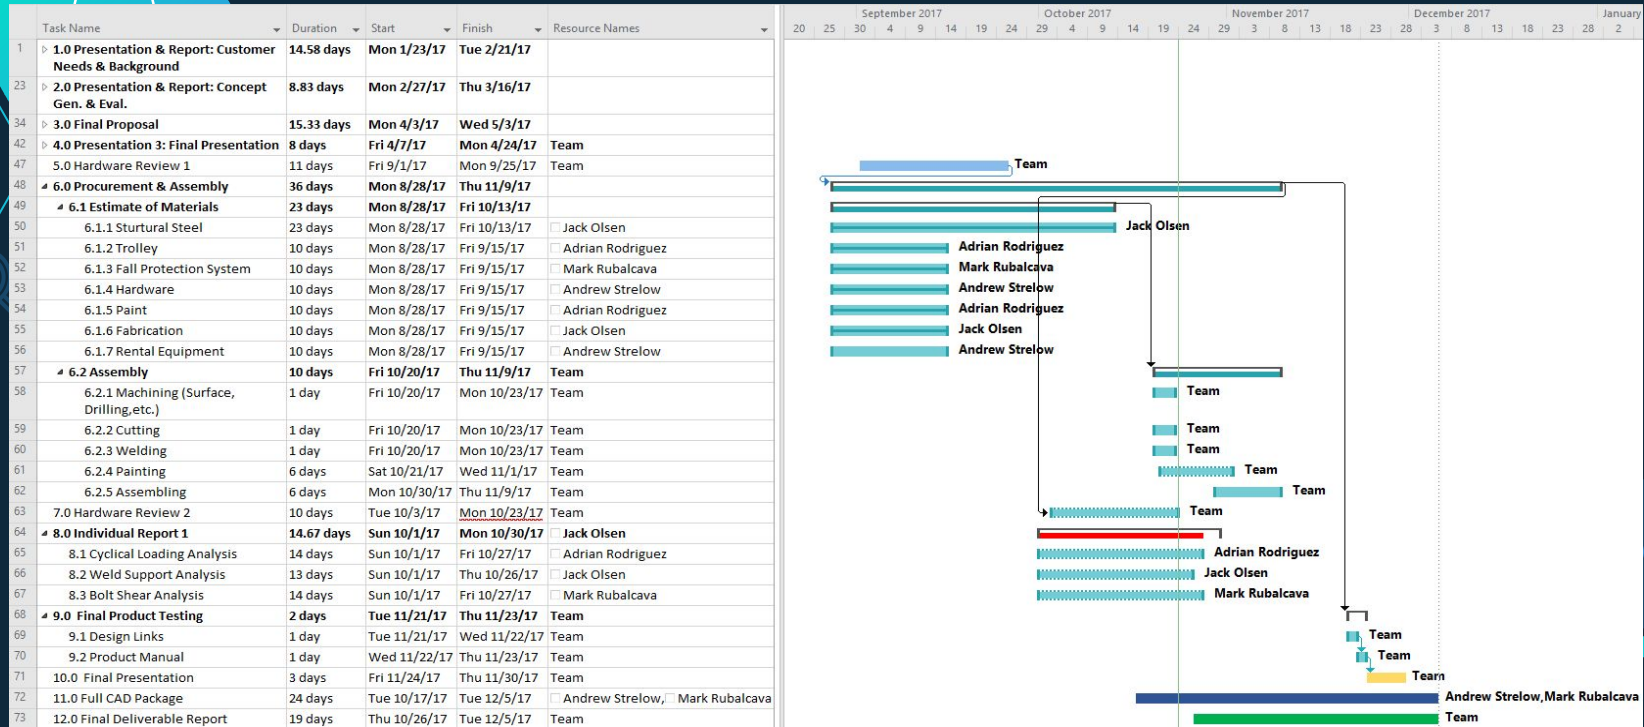 September 2017 October 2017 November 2017 December 2017 January
Task Name Duration Start Finish Resource Names 20 25 30 4 9 14 19 24 29 4 9 14 19 24 29 3 8 13 18 23 28 3 8 13 18 23 28 2
1 1.0 Presentation & Report: Customer 14.58 days Mon 1/23/17 Tue 2/21/17
Needs & Background
23 2.0 Presentation & Report: Concept 8.83 days Mon 2/27/17 Thu 3/16/17
Gen. & Eval.
34 3.0 Final Proposal 15.33 days Mon 4/3/17 Wed 5/3/17
42 4.0 Presentation 3: Final Presentation 8 days Fri 4/7/17 Mon 4/24/17 Team
47 5.0 Hardware Review 1 11 days Fri 9/1/17 Mon 9/25/17 Team Team
48 6.0 Procurement & Assembly 36 days Mon 8/28/17 Thu 11/9/17
49 6.1 Estimate of Materials 23 days Mon 8/28/17 Fri 10/13/17
50 6.1.1 Sturtural Steel 23 days Mon 8/28/17 Fri 10/13/17 Jack Olsen Jack Olsen
51 6.1.2 Trolley 10 days Mon 8/28/17 Fri 9/15/17 Adrian Rodriguez Adrian Rodriguez
52 6.1.3 Fall Protection System 10 days Mon 8/28/17 Fri 9/15/17 Mark Rubalcava Mark Rubalcava
53 6.1.4 Hardware 10 days Mon 8/28/17 Fri 9/15/17 Andrew Strelow Andrew Strelow
54 6.1.5 Paint 10 days Mon 8/28/17 Fri 9/15/17 Adrian Rodriguez Adrian Rodriguez
55 6.1.6 Fabrication 10 days Mon 8/28/17 Fri 9/15/17 Jack Olsen Jack Olsen
56 6.1.7 Rental Equipment 10 days Mon 8/28/17 Fri 9/15/17 Andrew Strelow Andrew Strelow
57 6.2 Assembly 10 days Fri 10/20/17 Thu 11/9/17 Team
58 6.2.1 Machining (Surface, 1 day Fri 10/20/17 Mon 10/23/17 Team Team
Drilling,etc.)
59 6.2.2 Cutting 1 day Fri 10/20/17 Mon 10/23/17 Team Team
60 6.2.3 Welding 1 day Fri 10/20/17 Mon 10/23/17 Team Team
61 6.2.4 Painting 6 days Sat 10/21/17 Wed 11/1/17 Team Team
62 6.2.5 Assembling 6 days Mon 10/30/17 Thu 11/9/17 Team Team
63 7.0 Hardware Review 2 10 days Tue 10/3/17 Mon 10/23/17 Team Team
64 8.0 Individual Report 1 14.67 days Sun 10/1/17 Mon 10/30/17 Jack Olsen
65 8.1 Cyclical Loading Analysis 14 days Sun 10/1/17 Fri 10/27/17 Adrian Rodriguez Adrian Rodriguez
66 8.2 Weld Support Analysis 13 days Sun 10/1/17 Thu 10/26/17 Jack Olsen Jack Olsen
67 8.3 Bolt Shear Analysis 14 days Sun 10/1/17 Fri 10/27/17 Mark Rubalcava Mark Rubalcava
68 9.0 Final Product Testing 2 days Tue 11/21/17 Thu 11/23/17 Team
69 9.1 Design Links 1 day Tue 11/21/17 Wed 11/22/17 Team Team
70 9.2 Product Manual 1 day Wed 11/22/17 Thu 11/23/17 Team Team
71 10.0 Final Presentation 3 days Fri 11/24/17 Thu 11/30/17 Team Team
72 11.0 Full CAD Package 24 days Tue 10/17/17 Tue 12/5/17 Andrew Strelow, Mark Rubalcava Andrew Strelow,Mark Rubalcava
73 12.0 Final Deliverable Report 19 days Thu 10/26/17 Tue 12/5/17 Team Team